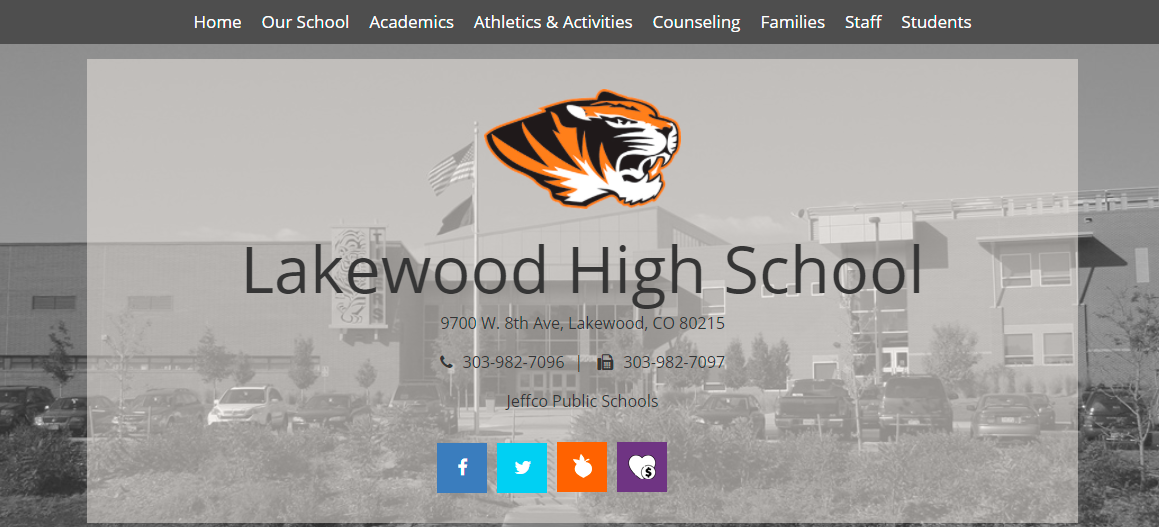 Home Our School Academics Athletics & Activities Counseling Families Staff Students
Lakewood High School
9700 W. 8th Ave, Lakewood, CO 80215
303-982-7096 | 303-982-7097
Jeffco Public Schools